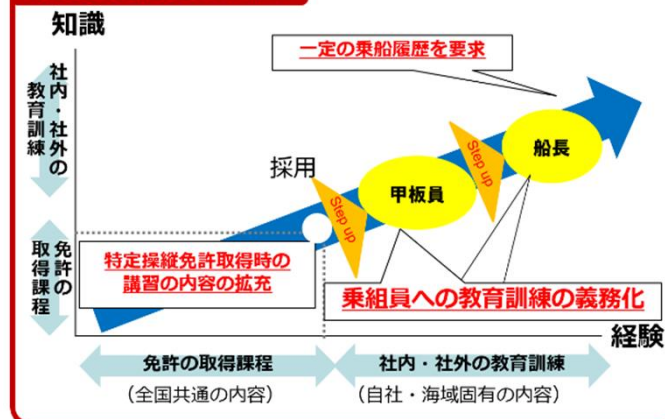 知識
一定の乗船履歴を要求
社内・社外の
教育訓練
採用
Step up
甲板員
Step up
船長
免許の
取得課程
特定操縦免許取得時の
講習の内容の拡充
乗組員への教育訓練の義務化
経験
免許の取得課程
社内・社外の教育訓練
（全国共通の内容）
（自社・海域固有の内容）